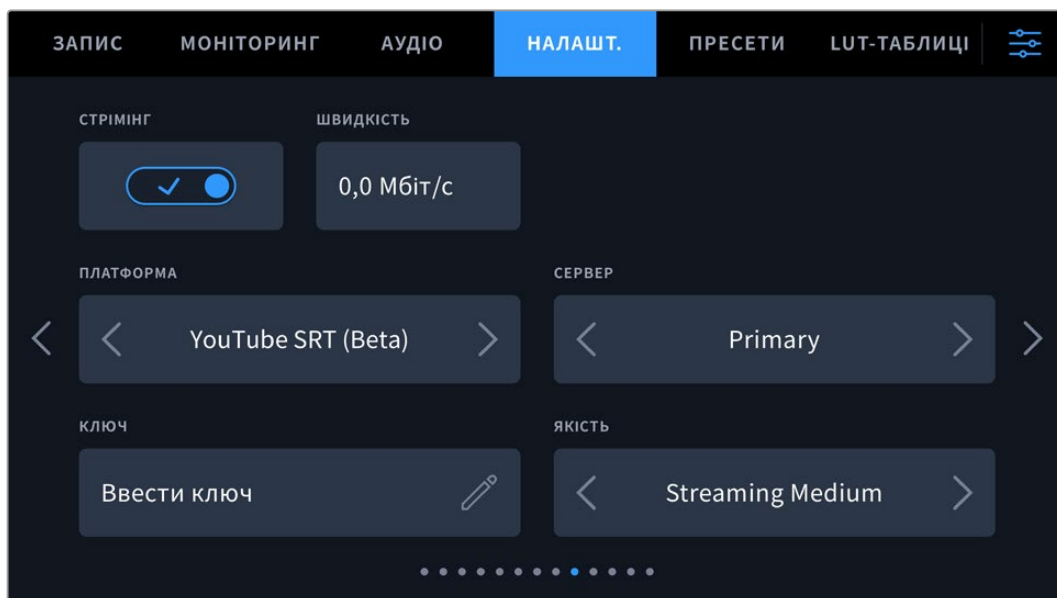 ЗАПИС МОНІТОРИНГ АУДІО НАЛАШТ. ПРЕСЕТИ LUT-ТАБЛИЦІ
СТРІМІНГ ШВИДКІСТЬ
0,0 Мбіт/с
ПЛАТФОРМА СЕРВЕР
YouTube SRT (Beta) Primary
КЛЮЧ ЯКІСТЬ
Ввести ключ Streaming Medium